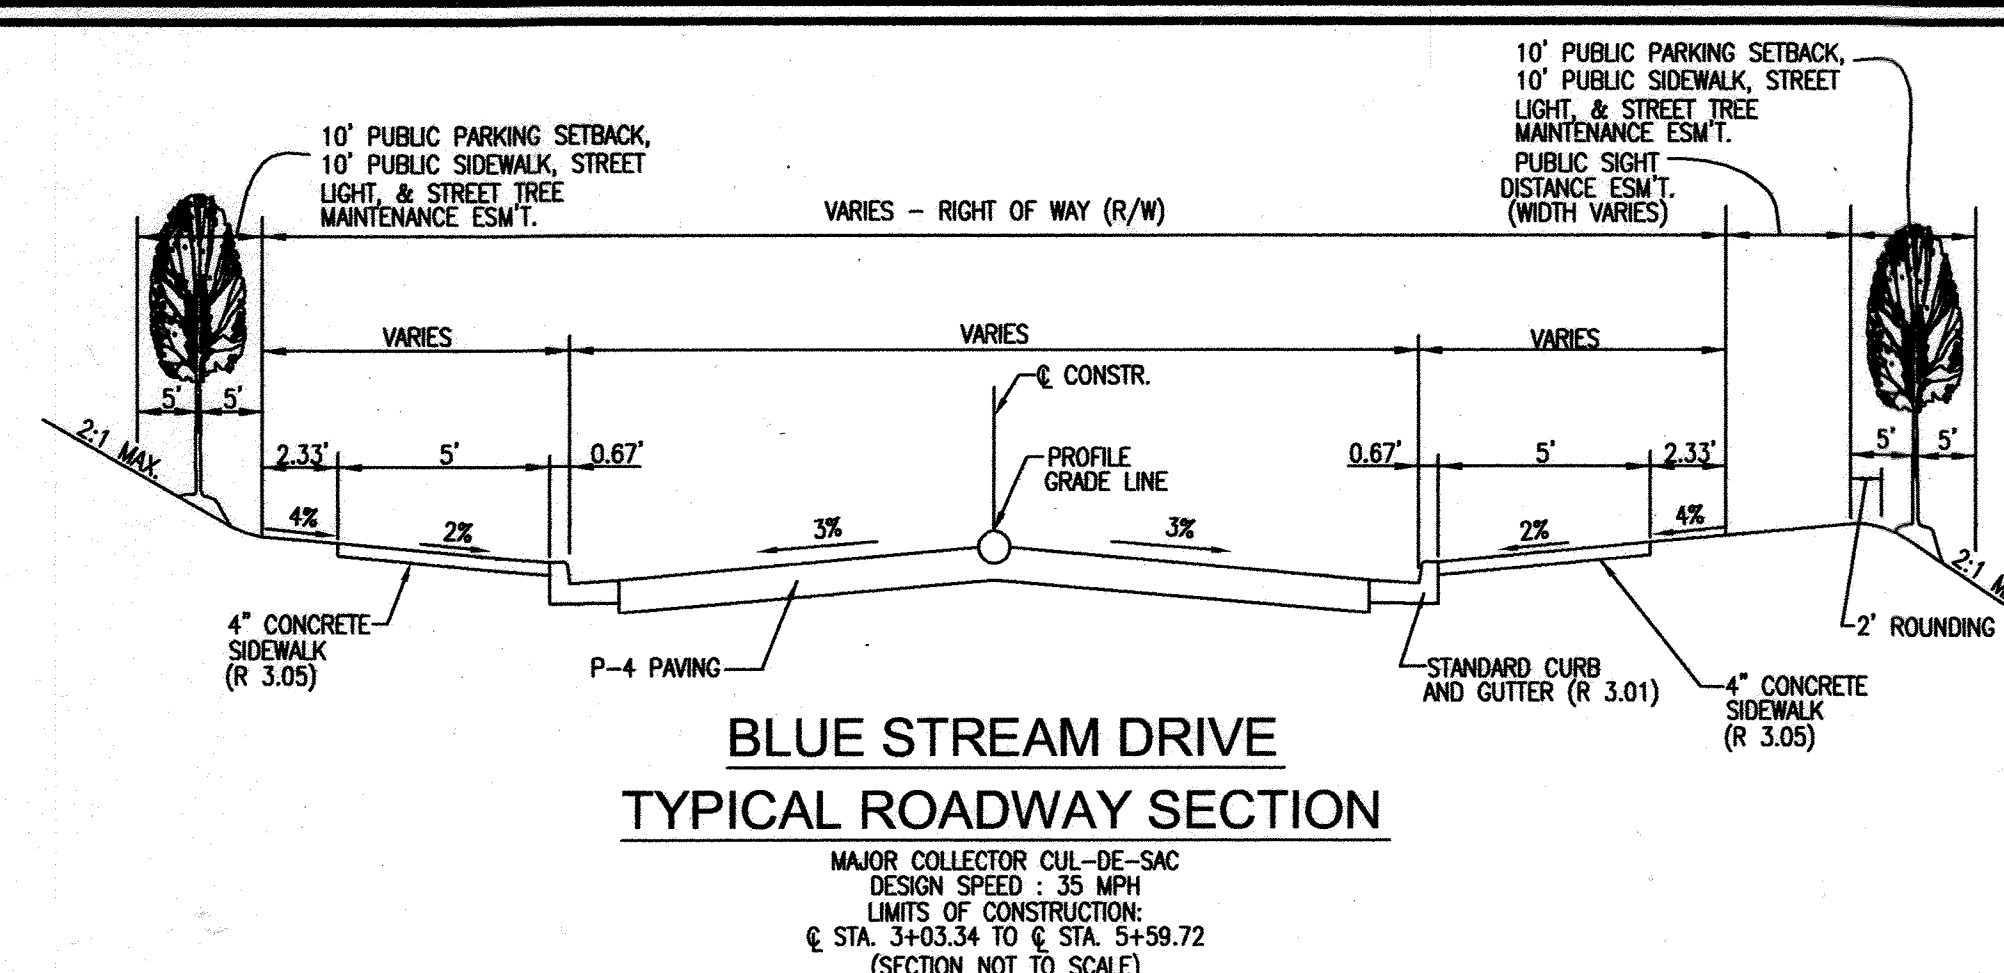 10' PUBLIC PARKING SETBACK,
10' PUBLIC SIDEWALK, STREET
LIGHT, & STREET TREE
MAINTENANCE ESM'T.
10' PUBLIC PARKING SETBACK,
10' PUBLIC SIDEWALK, STREET
LIGHT, & STREET TREE
MAINTENANCE ESM'T.
PUBLIC SIGHT
DISTANCE ESM'T.
(WIDTH VARIES)
VARIES - RIGHT OF WAY (R/W)
VARIES
VARIES
VARIES
℄ CONSTR.
5'
5'
2:1 MAX.
2.33'
5'
0.67'
PROFILE
GRADE LINE
0.67'
5'
2.33'
5'
5'
4%
2%
3%
3%
2%
4%
2:1
4" CONCRETE
SIDEWALK
(R 3.05)
P-4 PAVING
STANDARD CURB
AND GUTTER (R 3.01)
4" CONCRETE
SIDEWALK
(R 3.05)
2' ROUNDING
BLUE STREAM DRIVE
TYPICAL ROADWAY SECTION
MAJOR COLLECTOR CUL-DE-SAC
DESIGN SPEED : 35 MPH
LIMITS OF CONSTRUCTION:
℄ STA. 3+03.34 TO ℄ STA. 5+59.72
(SECTION NOT TO SCALE)